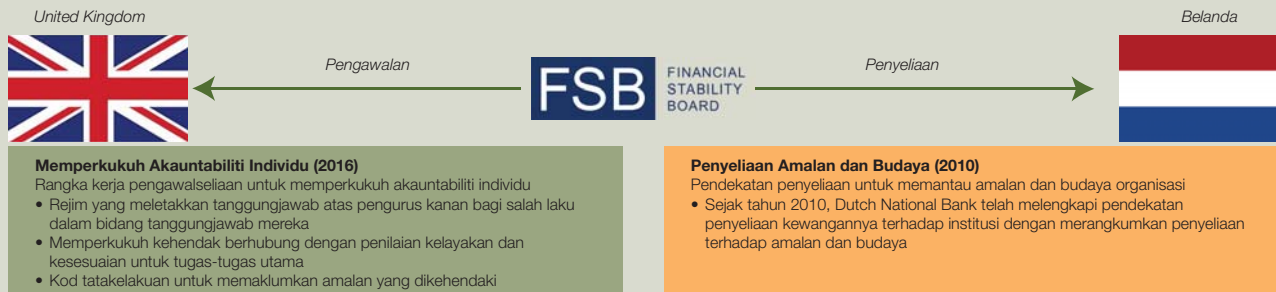 United Kingdom
Belanda
Pengawalan
FSB
FINANCIAL
STABILITY
BOARD
Penyeliaan
Memperkukuh Akauntabiliti Individu (2016)
Rangka kerja pengawalseliaan untuk memperkukuh akauntabiliti individu
• Rejim yang meletakkan tanggungjawab atas pengurus kanan bagi salah laku
dalam bidang tanggungjawab mereka
• Memperkukuh kehendak berhubung dengan penilaian kelayakan dan
kesesuaian untuk tugas-tugas utama
• Kod tatakelakuan untuk memaklumkan amalan yang dikehendaki
Penyeliaan Amalan dan Budaya (2010)
Pendekatan penyeliaan untuk memantau amalan dan budaya organisasi
• Sejak tahun 2010, Dutch National Bank telah melengkapi pendekatan
penyeliaan kewangannya terhadap institusi dengan merangkumkan penyeliaan
terhadap amalan dan budaya